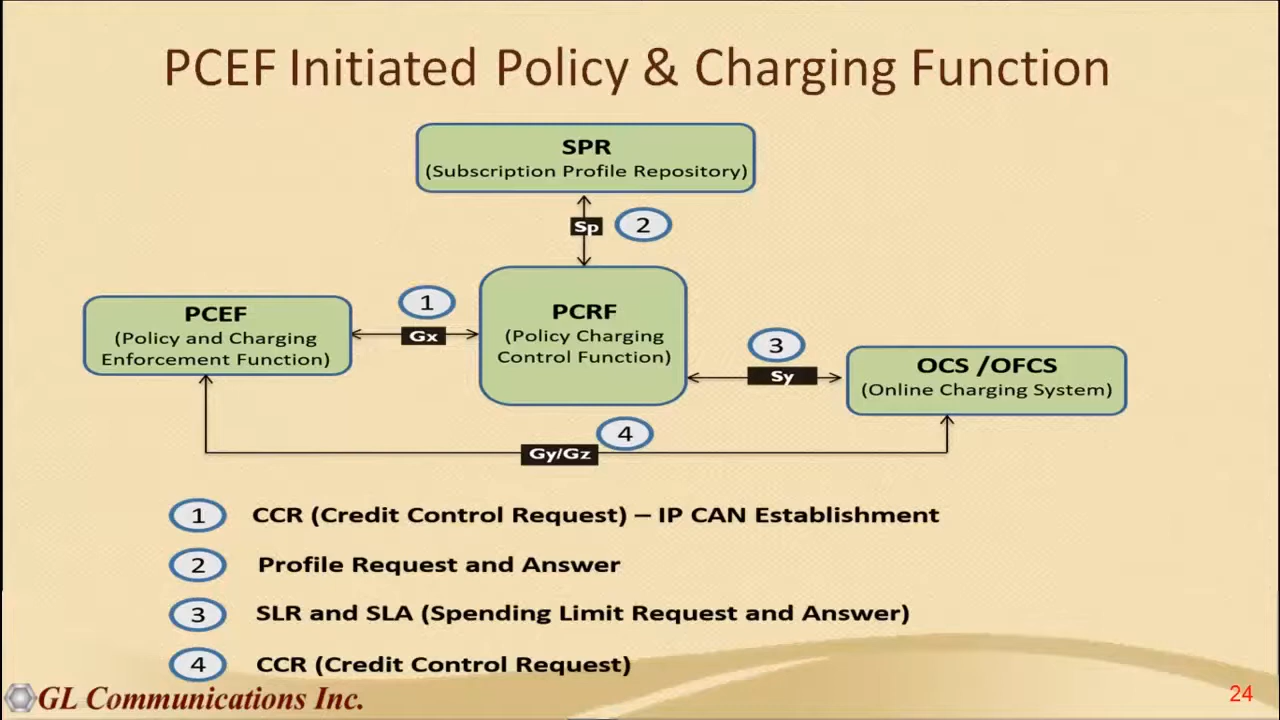 PCEF Initiated Policy & Charging Function
SPR
(Subscription Profile Repository)
Sp
2
PCEF
(Policy and Charging
Enforcement Function)
1
Gx
PCRF
(Policy Charging
Control Function)
3
Sy
OCS /OFCS
(Online Charging System)
4
Gy/Gz
1 CCR (Credit Control Request) – IP CAN Establishment
2 Profile Request and Answer
3 SLR and SLA (Spending Limit Request and Answer)
4 CCR (Credit Control Request)
GL Communications Inc.
24